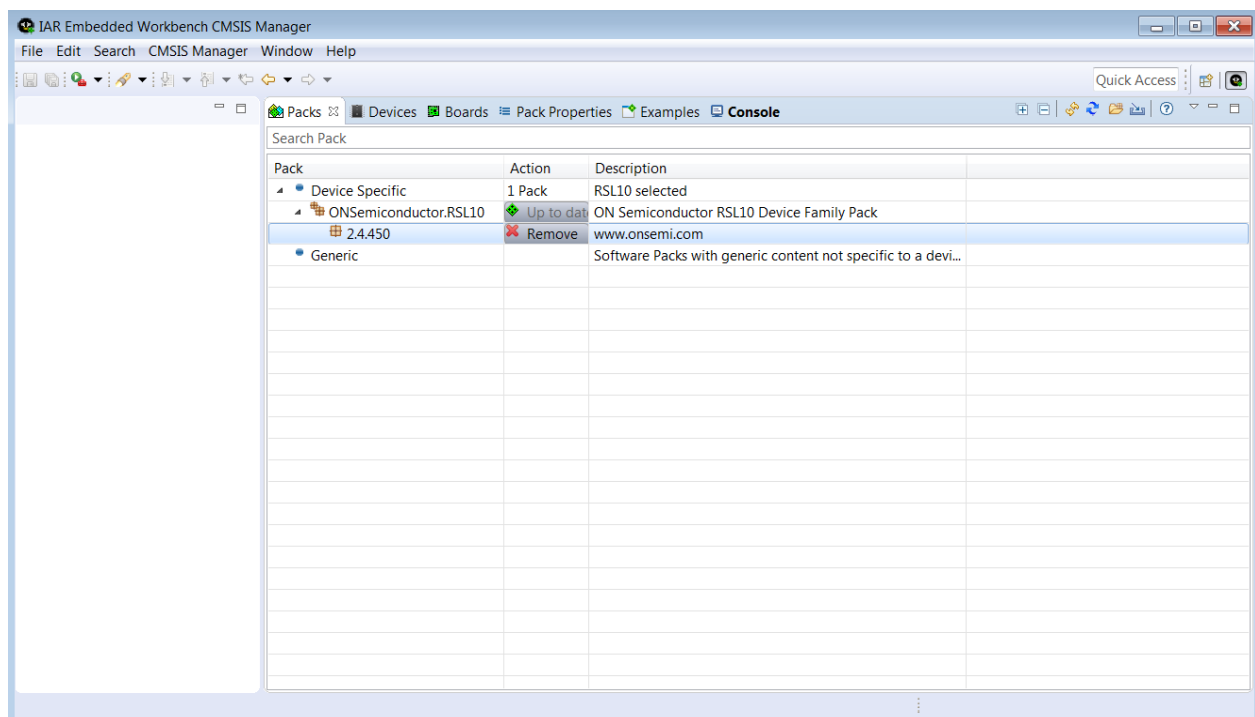 IAR Embedded Workbench CMSIS Manager
File Edit Search CMSIS Manager Window Help
Quick Access
Packs Devices Boards Pack Properties Examples Console
Search Pack
Pack Action Description
Device Specific 1 Pack RSL10 selected
ONSemiconductor.RSL10 Up to dat ON Semiconductor RSL10 Device Family Pack
2.4.450 Remove www.onsemi.com
Generic Software Packs with generic content not specific to a devi...